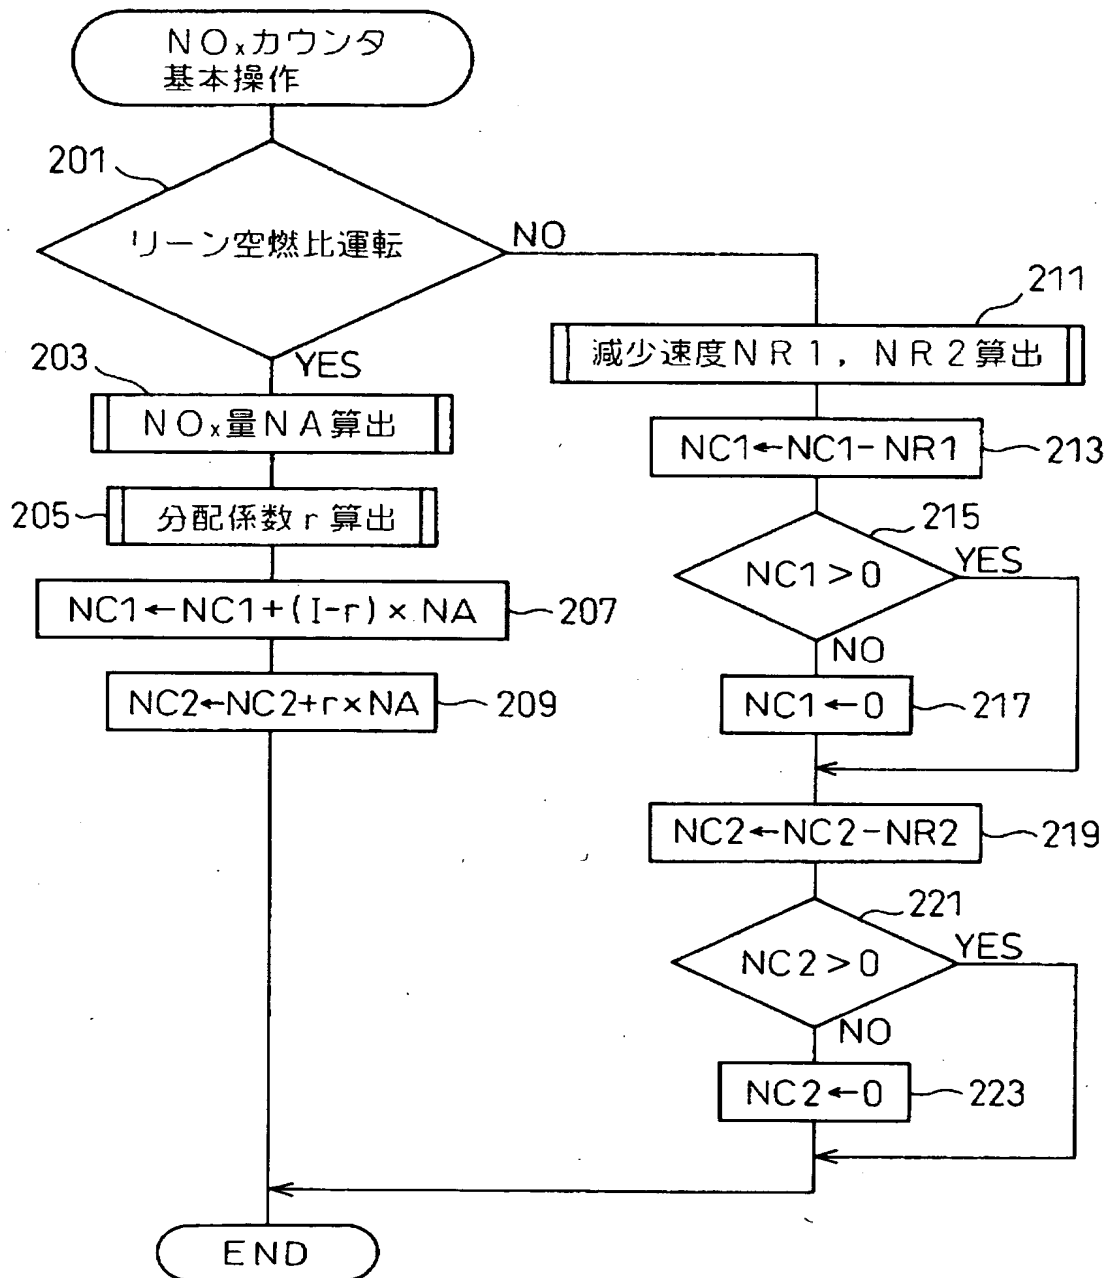 NOxカウンタ
基本操作
201
リーン空燃比運転
NO
YES
203
NOx量NA算出
205
分配係数r算出
NC1←NC1+(I-r)×NA
207
NC2←NC2+r×NA
209
211
減少速度NR1,NR2算出
NC1←NC1-NR1
213
215
NC1>0
YES
NO
NC1←0
217
NC2←NC2-NR2
219
221
NC2>0
YES
NO
NC2←0
223
END